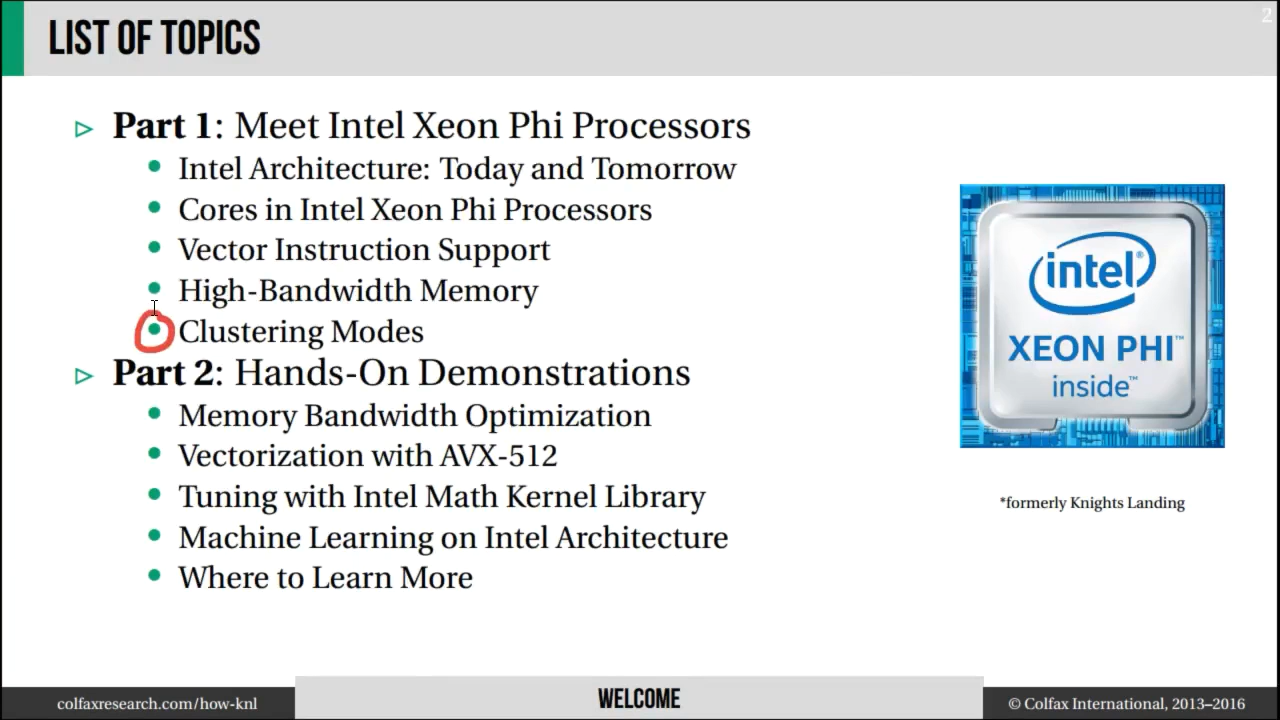 2
LIST OF TOPICS
Part 1: Meet Intel Xeon Phi Processors
Intel Architecture: Today and Tomorrow
Cores in Intel Xeon Phi Processors
Vector Instruction Support
High-Bandwidth Memory
Clustering Modes
Part 2: Hands-On Demonstrations
Memory Bandwidth Optimization
Vectorization with AVX-512
Tuning with Intel Math Kernel Library
Machine Learning on Intel Architecture
Where to Learn More
intel®
XEON PHI™
inside™
*formerly Knights Landing
colfaxresearch.com/how-knl
WELCOME
© Colfax International, 2013–2016